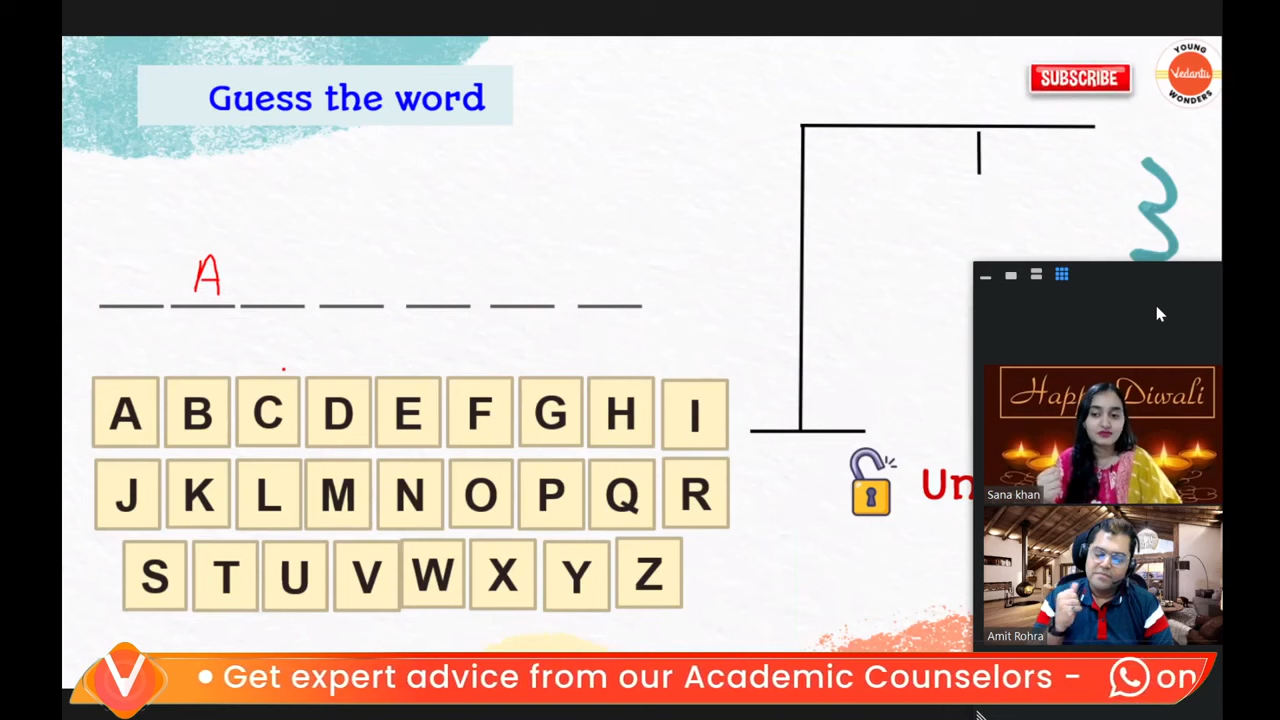 Guess the word
SUBSCRIBE
YOUNG
Vedantu
WONDERS
A
A B C D E F G H I
J K L M N O P Q R
S T U V W X Y Z
Un
Happy Diwali
Sana khan
Amit Rohra
V
• Get expert advice from our Academic Counselors - on